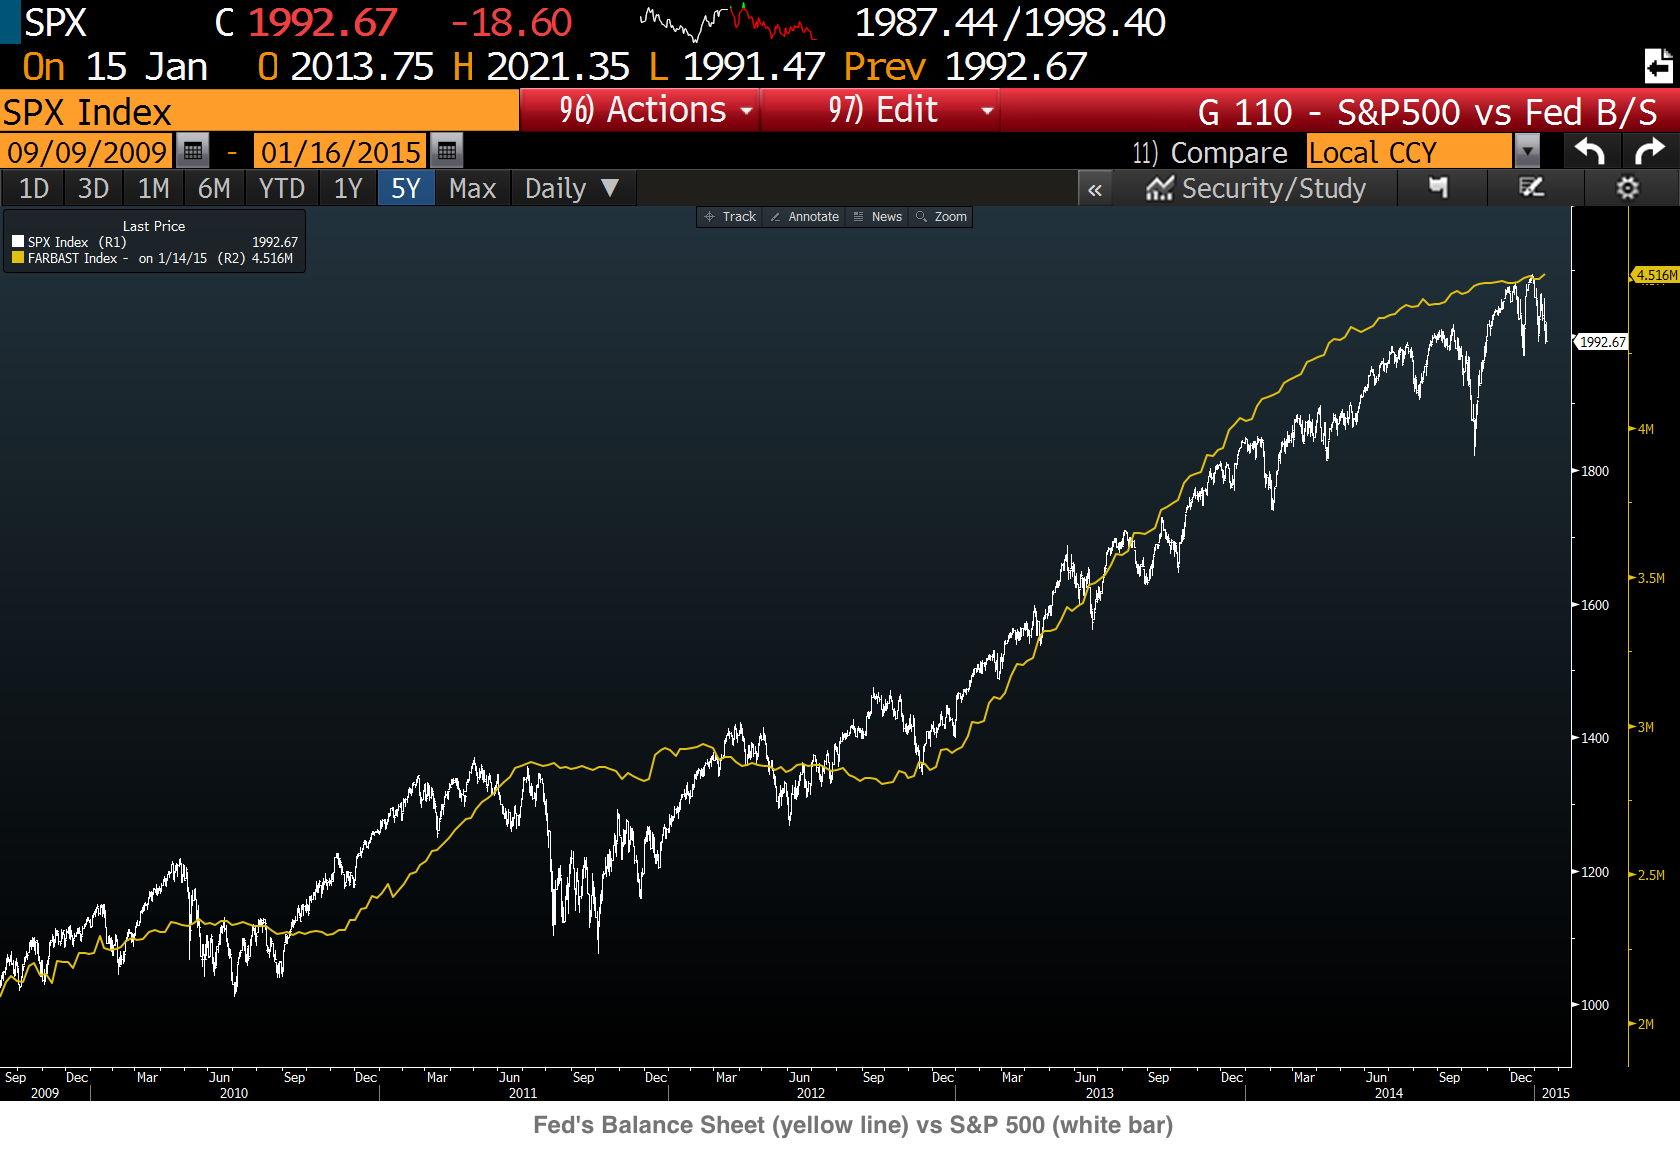 SPX C 1992.67 -18.60 1987.44/1998.40
On 15 Jan O 2013.75 H 2021.35 L 1991.47 Prev 1992.67
SPX Index 96) Actions 97) Edit G 110 - S&P500 vs Fed B/S
09/09/2009 - 01/16/2015 11) Compare Local CCY
1D 3D 1M 6M YTD 1Y 5Y Max Daily ▼ « Security/Study
Track Annotate News Zoom
Last Price
SPX Index (R1) 1992.67
FARBAST Index - on 1/14/15 (R2) 4.516M
4.516M
1992.67
4M
1800
3.5M
1600
3M
1400
2.5M
1200
1000
2M
Sep Dec Mar Jun Sep Dec Mar Jun Sep Dec Mar Jun Sep Dec Mar Jun Sep Dec Mar Jun Sep Dec
2009 2010 2011 2012 2013 2014 2015
Fed's Balance Sheet (yellow line) vs S&P 500 (white bar)